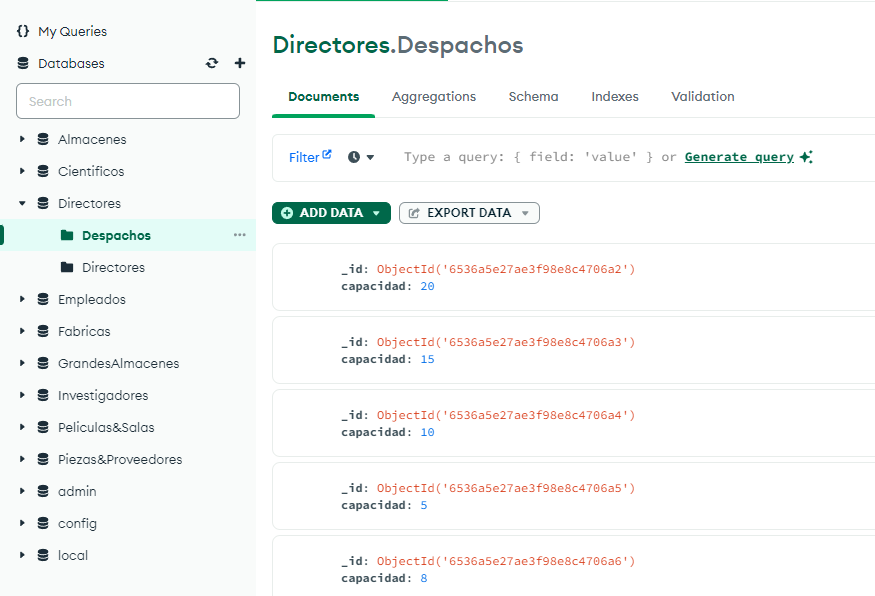 My Queries
Databases
Search
Almacenes
Cientificos
Directores
Despachos
Directores
Empleados
Fabricas
GrandesAlmacenes
Investigadores
Peliculas&Salas
Piezas&Proveedores
admin
config
local
Directores.Despachos
Documents Aggregations Schema Indexes Validation
Filter Type a query: { field: 'value' } or Generate query
ADD DATA EXPORT DATA
_id: ObjectId('6536a5e27ae3f98e8c4706a2')
capacidad: 20
_id: ObjectId('6536a5e27ae3f98e8c4706a3')
capacidad: 15
_id: ObjectId('6536a5e27ae3f98e8c4706a4')
capacidad: 10
_id: ObjectId('6536a5e27ae3f98e8c4706a5')
capacidad: 5
_id: ObjectId('6536a5e27ae3f98e8c4706a6')
capacidad: 8